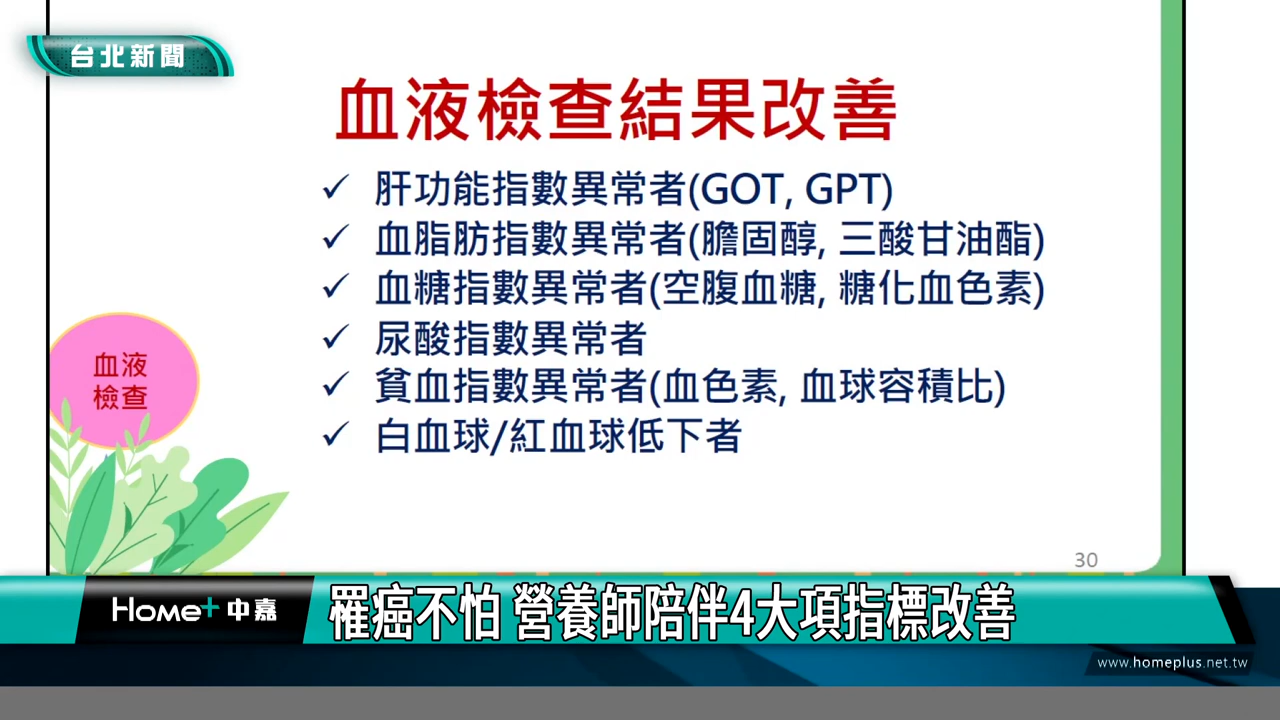 台北新聞
血液檢查結果改善
✓ 肝功能指數異常者(GOT, GPT)
✓ 血脂肪指數異常者(膽固醇, 三酸甘油酯)
✓ 血糖指數異常者(空腹血糖, 糖化血色素)
✓ 尿酸指數異常者
✓ 貧血指數異常者(血色素, 血球容積比)
✓ 白血球/紅血球低下者
血液
檢查
30
Home+中嘉
罹癌不怕 營養師陪伴4大項指標改善
www.homeplus.net.tw